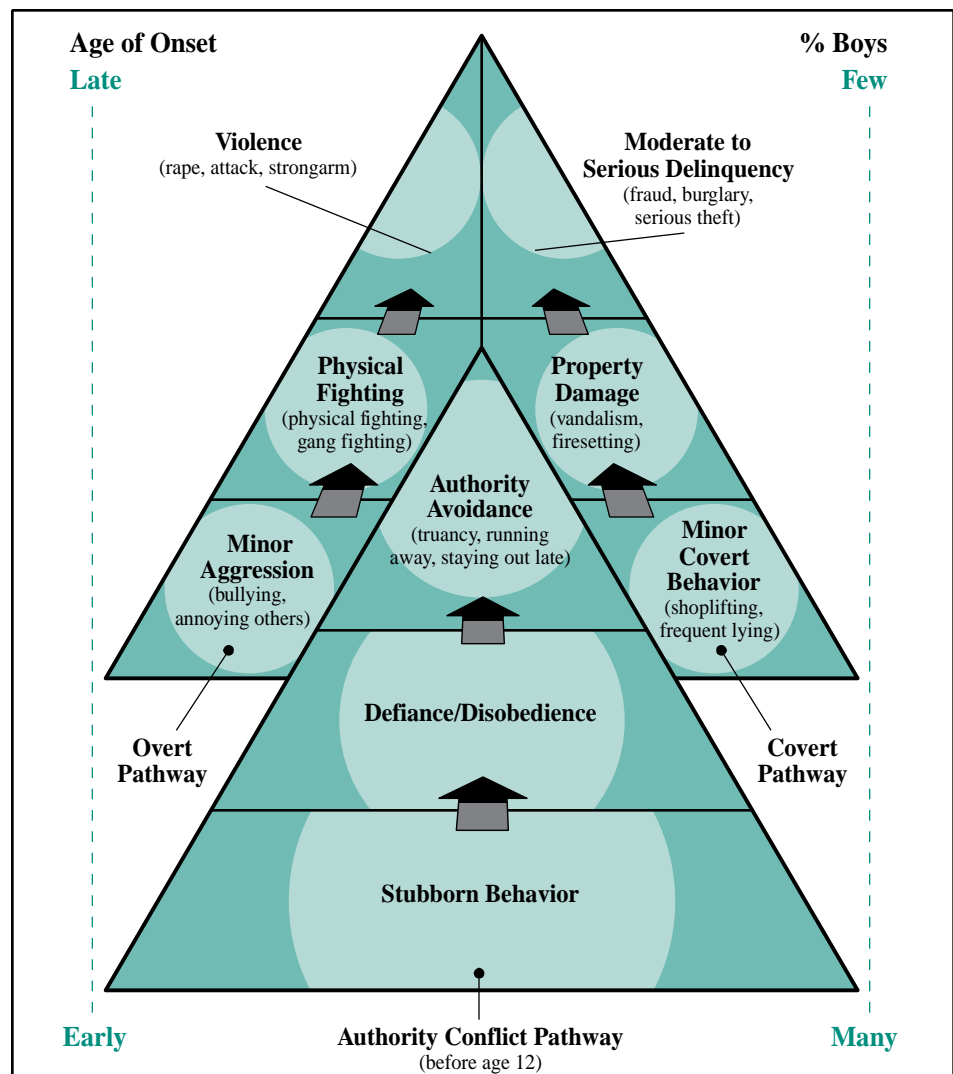 Age of Onset
% Boys
Late
Few
Violence
(rape, attack, strongarm)
Moderate to
Serious Delinquency
(fraud, burglary,
serious theft)
Physical
Fighting
(physical fighting,
gang fighting)
Property
Damage
(vandalism,
firesetting)
Authority
Avoidance
(truancy, running
away, staying out late)
Minor
Aggression
(bullying,
annoying others)
Minor
Covert
Behavior
(shoplifting,
frequent lying)
Defiance/Disobedience
Overt
Pathway
Covert
Pathway
Stubborn Behavior
Early
Authority Conflict Pathway
(before age 12)
Many